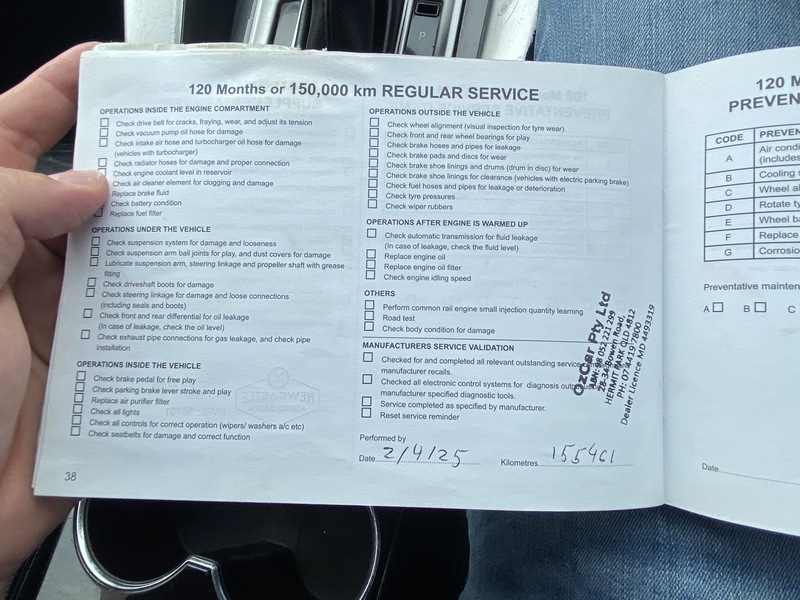 P
120 Months or 150,000 km REGULAR SERVICE
OPERATIONS INSIDE THE ENGINE COMPARTMENT
Check drive belt for cracks, fraying, wear, and adjust its tension
Check vacuum pump oil hose for damage
Check intake air hose and turbocharger oil hose for damage
(vehicles with turbocharger)
Check radiator hoses for damage and proper connection
Check engine coolant level in reservoir
Check air cleaner element for clogging and damage
Replace brake fluid
Check battery condition
Replace fuel filter
OPERATIONS UNDER THE VEHICLE
Check suspension system for damage and looseness
Check suspension arm ball joints for play, and dust covers for damage
Lubricate suspension arm, steering linkage and propeller shaft with grease
fitting
Check driveshaft boots for damage
Check steering linkage for damage and loose connections
(including seals and boots)
Check front and rear differential for oil leakage
(In case of leakage, check the oil level)
Check exhaust pipe connections for gas leakage, and check pipe
installation
OPERATIONS INSIDE THE VEHICLE
Check brake pedal for free play
Check parking brake lever stroke and play
Replace air purifier filter
Check all lights
Check all controls for correct operation (wipers/ washers a/c etc)
Check seatbelts for damage and correct function
38
OPERATIONS OUTSIDE THE VEHICLE
Check wheel alignment (visual inspection for tyre wear)
Check front and rear wheel bearings for play
Check brake hoses and pipes for leakage
Check brake pads and discs for wear
Check brake shoe linings and drums (drum in disc) for wear
Check brake shoe linings for clearance (vehicles with electric parking brake)
Check fuel hoses and pipes for leakage or deterioration
Check tyre pressures
Check wiper rubbers
OPERATIONS AFTER ENGINE IS WARMED UP
Check automatic transmission for fluid leakage
(In case of leakage, check the fluid level)
Replace engine oil
Replace engine oil filter
Check engine idling speed
OTHERS
Perform common rail engine small injection quantity learning
Road test
Check body condition for damage
MANUFACTURERS SERVICE VALIDATION
Checked for and completed all relevant outstanding service
manufacturer recalls.
Checked all electronic control systems for diagnosis
manufacturer specified diagnostic tools.
Service completed as specified by manufacturer.
Reset service reminder
Performed by
Date 2/4/25 Kilometres 155461
OzCar Pty Ltd
ABN: 98 052 221 299
Bowen Road,
HERMIT PARK QLD 4812
PH: 07 4419 7800
Dealer Licence MD 4493319
120 M
PREVEN
CODE PREVEN
A Air condi
(includes
B Cooling
C Wheel al
D Rotate ty
E Wheel ba
F Replace
G Corrosio
Preventative mainten
A B C
Date